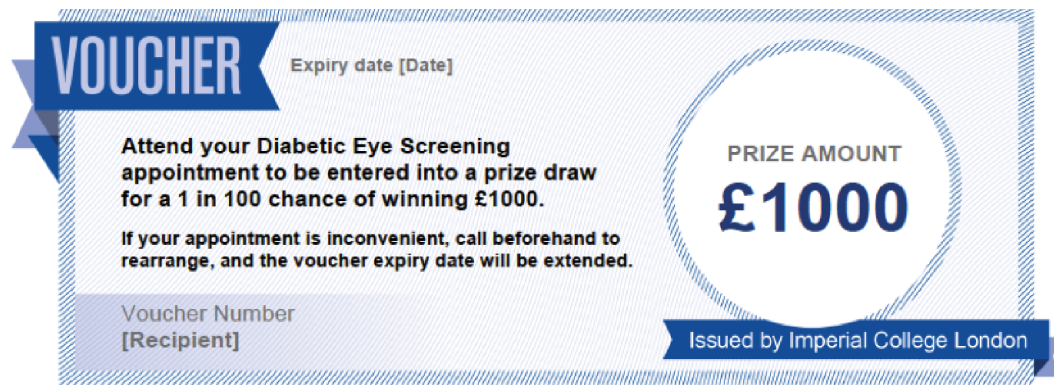 VOUCHER
Expiry date [Date]
Attend your Diabetic Eye Screening
appointment to be entered into a prize draw
for a 1 in 100 chance of winning £1000.
If your appointment is inconvenient, call beforehand to
rearrange, and the voucher expiry date will be extended.
Voucher Number
[Recipient]
PRIZE AMOUNT
£1000
Issued by Imperial College London